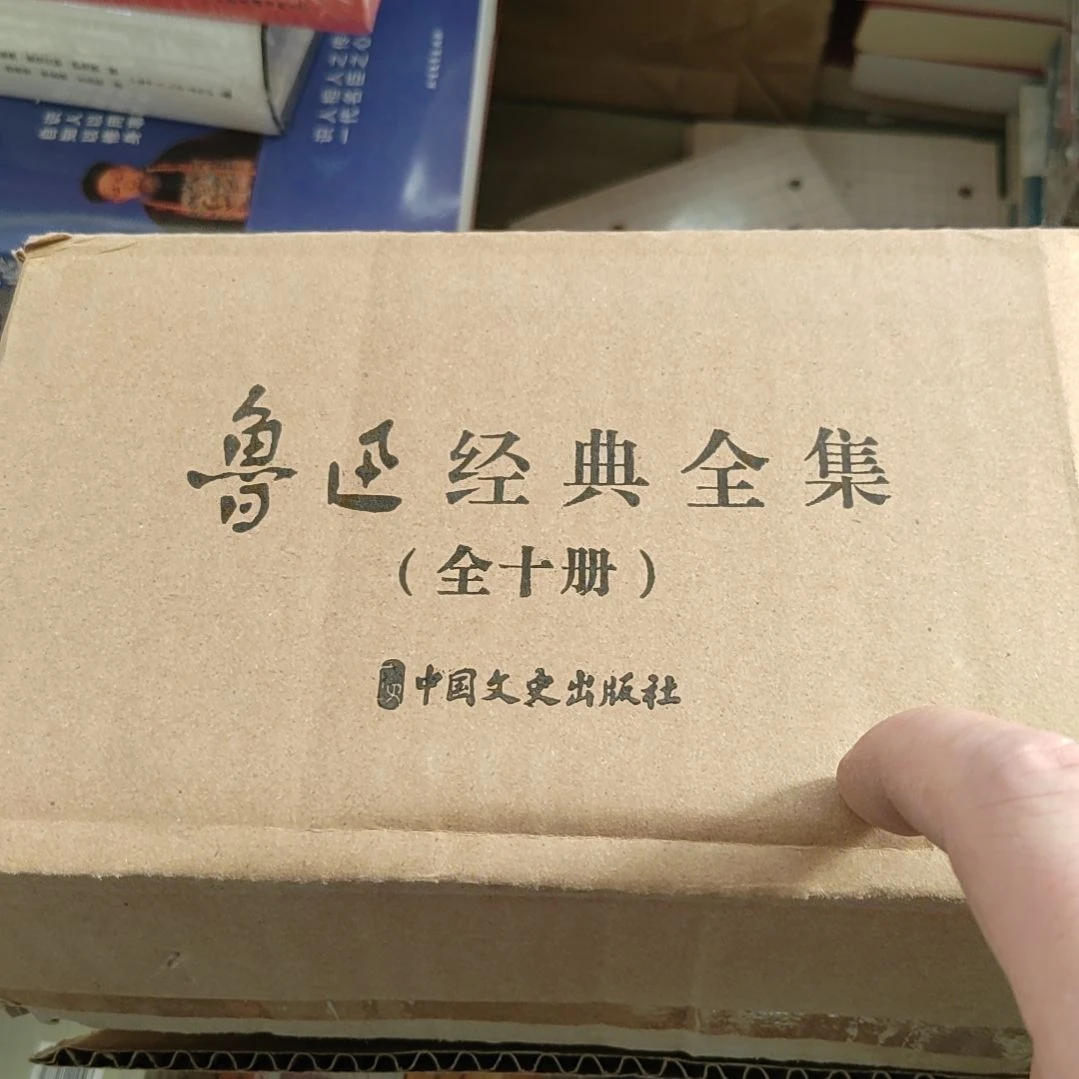 鲁迅经典全集
（全十册）
中国文史出版社